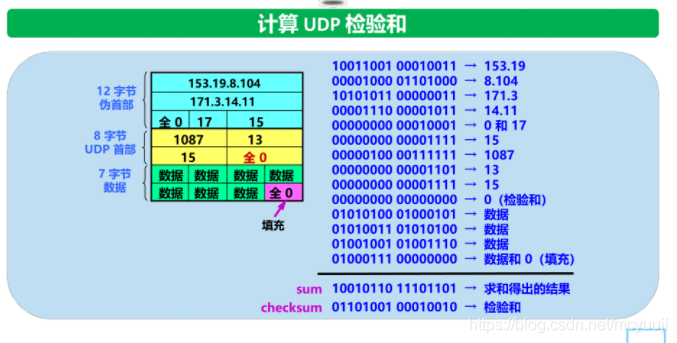 计算 UDP 检验和
12 字节
伪首部
153.19.8.104
171.3.14.11
全 0 17 15
8 字节
UDP 首部
1087 13
15 全 0
7 字节
数据
数据 数据 数据 数据
数据 数据 数据 全 0
填充
10011001 00010011 → 153.19
00001000 01101000 → 8.104
10101011 00000011 → 171.3
00001110 00001011 → 14.11
00000000 00010001 → 0 和 17
00000000 00001111 → 15
00000100 00111111 → 1087
00000000 00001101 → 13
00000000 00001111 → 15
00000000 00000000 → 0（检验和）
01010100 01000101 → 数据
01010011 01010100 → 数据
01001001 01001110 → 数据
01000111 00000000 → 数据和 0（填充）
sum 10010110 11101101 → 求和得出的结果
checksum 01101001 00010010 → 检验和
https://blog.csdn.net/mcyuuji